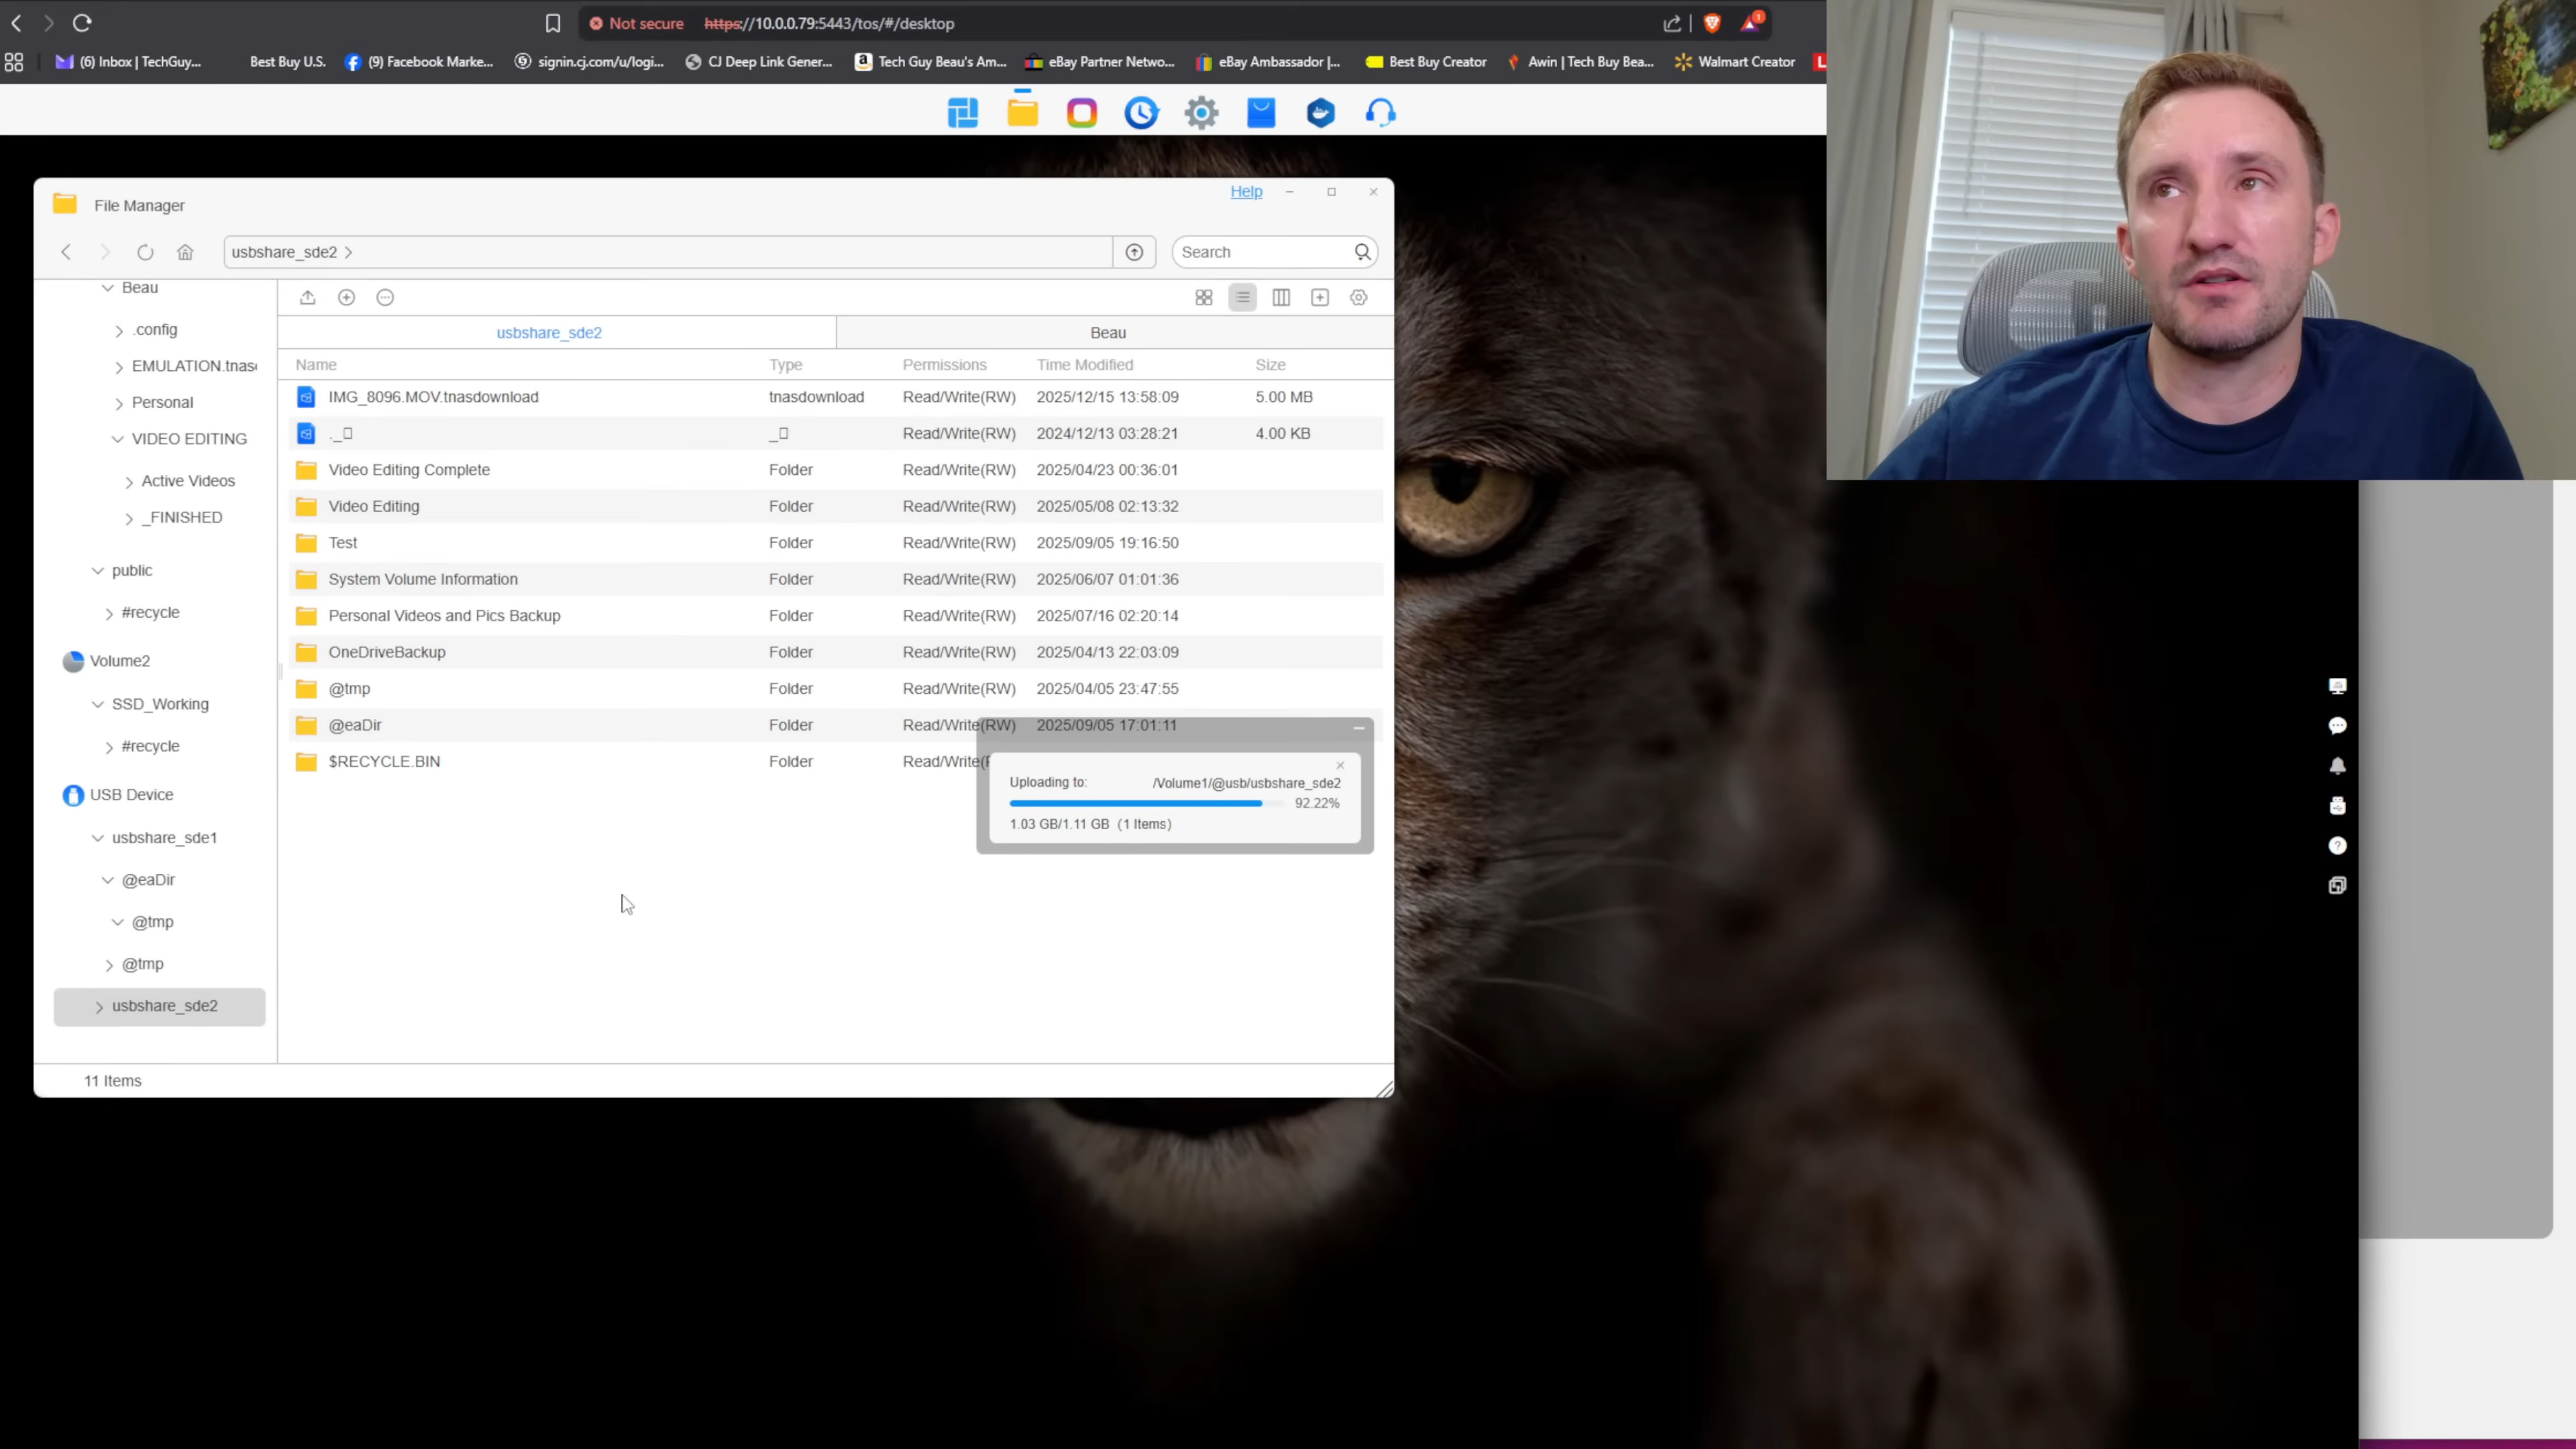 Not secure https://10.0.0.79:5443/tos/#/desktop 1
(6) Inbox | TechGuy... Best Buy U.S. (9) Facebook Marke... signin.cj.com/u/logi... CJ Deep Link Gener... Tech Guy Beau's Am... eBay Partner Netwo... eBay Ambassador |... Best Buy Creator Awin | Tech Buy Bea... Walmart Creator L
File Manager Help
usbshare_sde2 Search
Beau
.config
EMULATION.tnas
Personal
VIDEO EDITING
Active Videos
_FINISHED
public
#recycle
Volume2
SSD_Working
#recycle
USB Device
usbshare_sde1
@eaDir
@tmp
@tmp
usbshare_sde2
usbshare_sde2 Beau
Name Type Permissions Time Modified Size
IMG_8096.MOV.tnasdownload tnasdownload Read/Write(RW) 2025/12/15 13:58:09 5.00 MB
._ _ Read/Write(RW) 2024/12/13 03:28:21 4.00 KB
Video Editing Complete Folder Read/Write(RW) 2025/04/23 00:36:01
Video Editing Folder Read/Write(RW) 2025/05/08 02:13:32
Test Folder Read/Write(RW) 2025/09/05 19:16:50
System Volume Information Folder Read/Write(RW) 2025/06/07 01:01:36
Personal Videos and Pics Backup Folder Read/Write(RW) 2025/07/16 02:20:14
OneDriveBackup Folder Read/Write(RW) 2025/04/13 22:03:09
@tmp Folder Read/Write(RW) 2025/04/05 23:47:55
@eaDir Folder Read/Write(RW) 2025/09/05 17:01:11
$RECYCLE.BIN Folder Read/Write(
Uploading to: /Volume1/@usb/usbshare_sde2
92.22%
1.03 GB/1.11 GB (1 Items)
11 Items